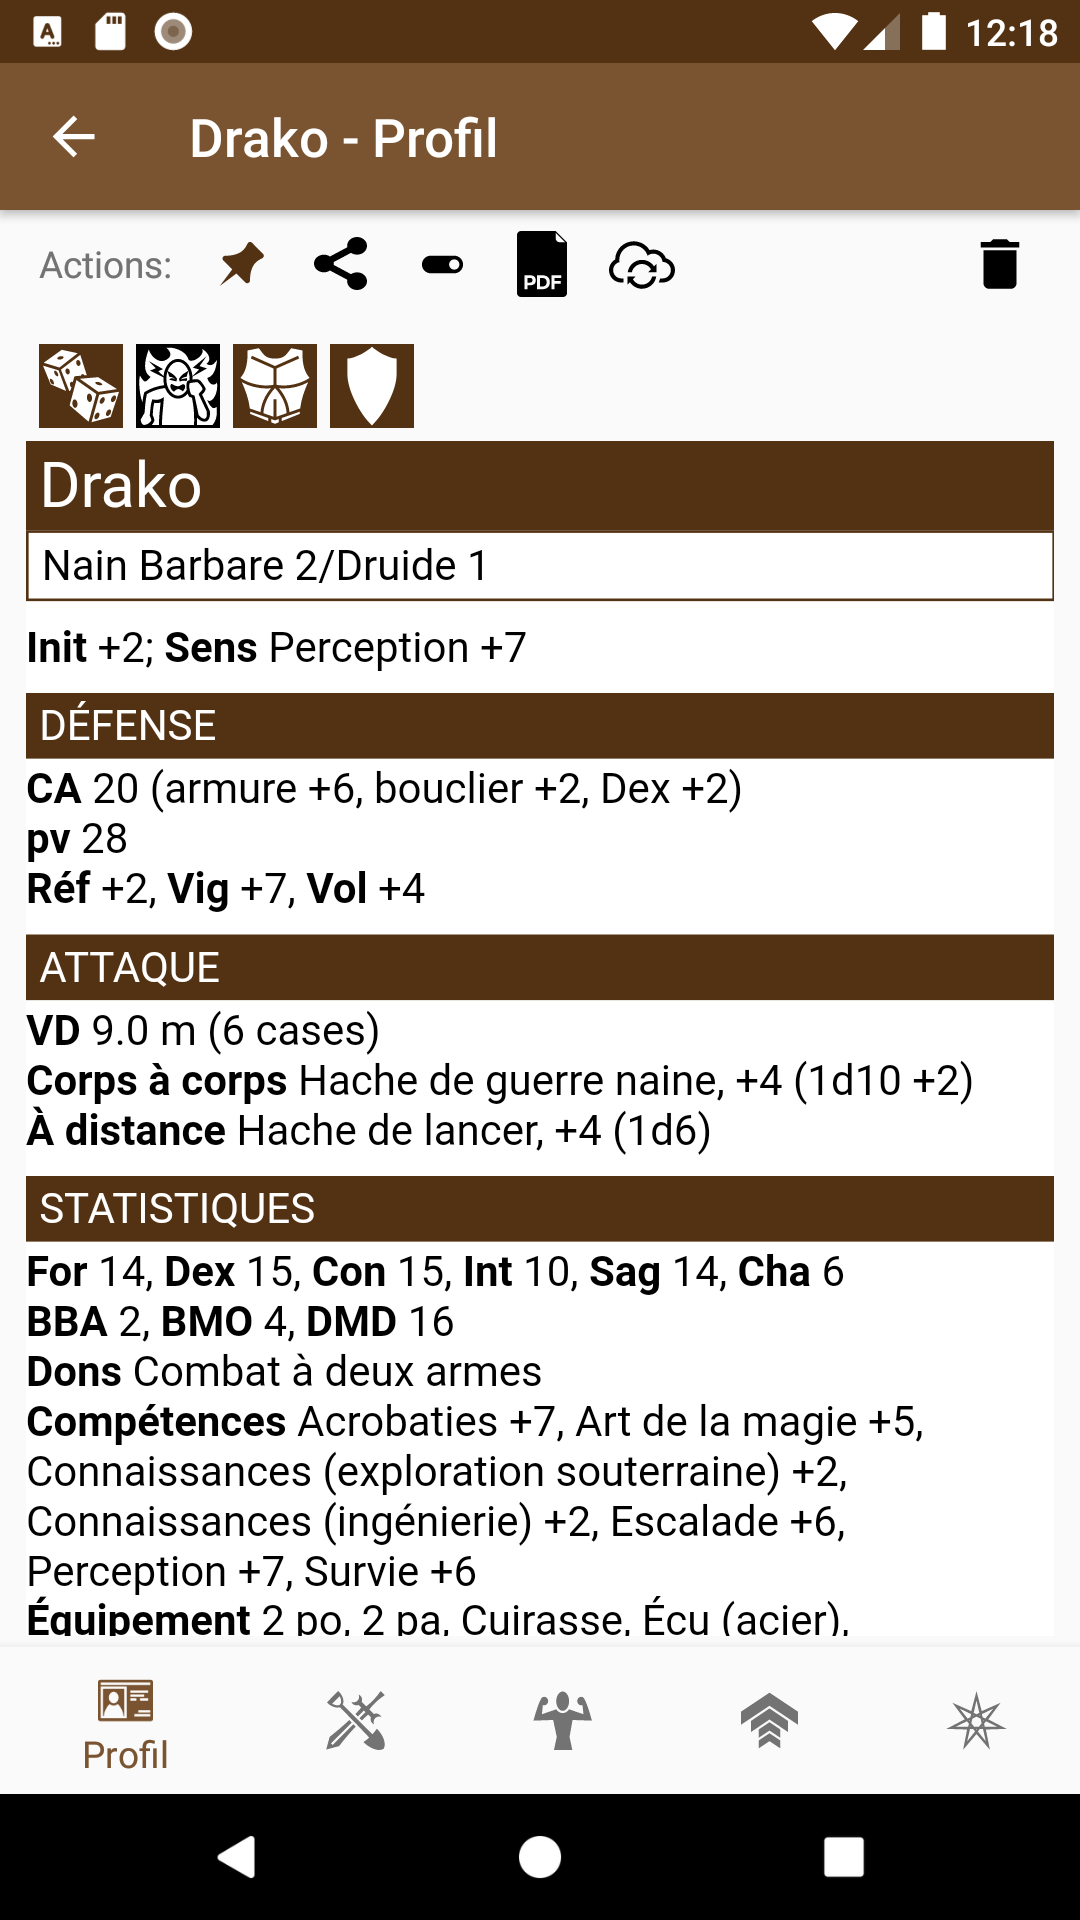 12:18
Drako - Profil
Actions:
PDF
Drako
Nain Barbare 2/Druide 1
Init +2; Sens Perception +7
DÉFENSE
CA 20 (armure +6, bouclier +2, Dex +2)
pv 28
Réf +2, Vig +7, Vol +4
ATTAQUE
VD 9.0 m (6 cases)
Corps à corps Hache de guerre naine, +4 (1d10 +2)
À distance Hache de lancer, +4 (1d6)
STATISTIQUES
For 14, Dex 15, Con 15, Int 10, Sag 14, Cha 6
BBA 2, BMO 4, DMD 16
Dons Combat à deux armes
Compétences Acrobaties +7, Art de la magie +5,
Connaissances (exploration souterraine) +2,
Connaissances (ingénierie) +2, Escalade +6,
Perception +7, Survie +6
Équipement 2 po, 2 pa, Cuirasse, Écu (acier),
Profil